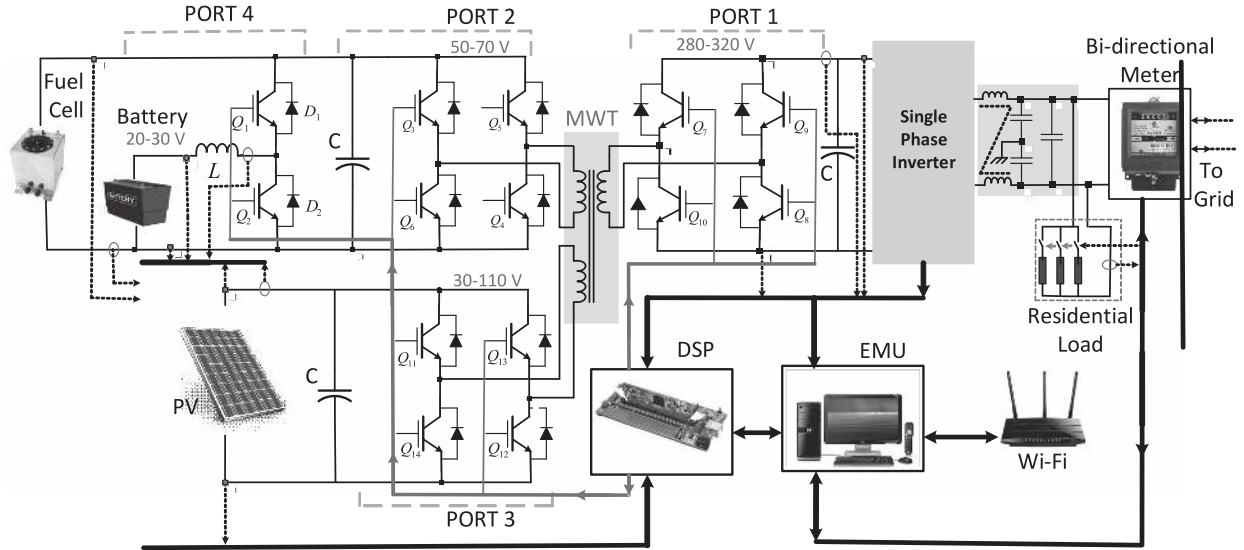 PORT 4
PORT 2
PORT 1
50-70 V
280-320 V
Bi-directional
Meter
Fuel
Cell
Battery
20-30 V
Q1
D1
Q3
Q5
MWT
Q7
Q9
C
C
L
Single
Phase
Inverter
Q2
D2
Q6
Q4
Q10
Q8
To
Grid
30-110 V
Residential
Load
Q11
Q13
DSP
EMU
PV
C
Q14
Q12
Wi-Fi
PORT 3